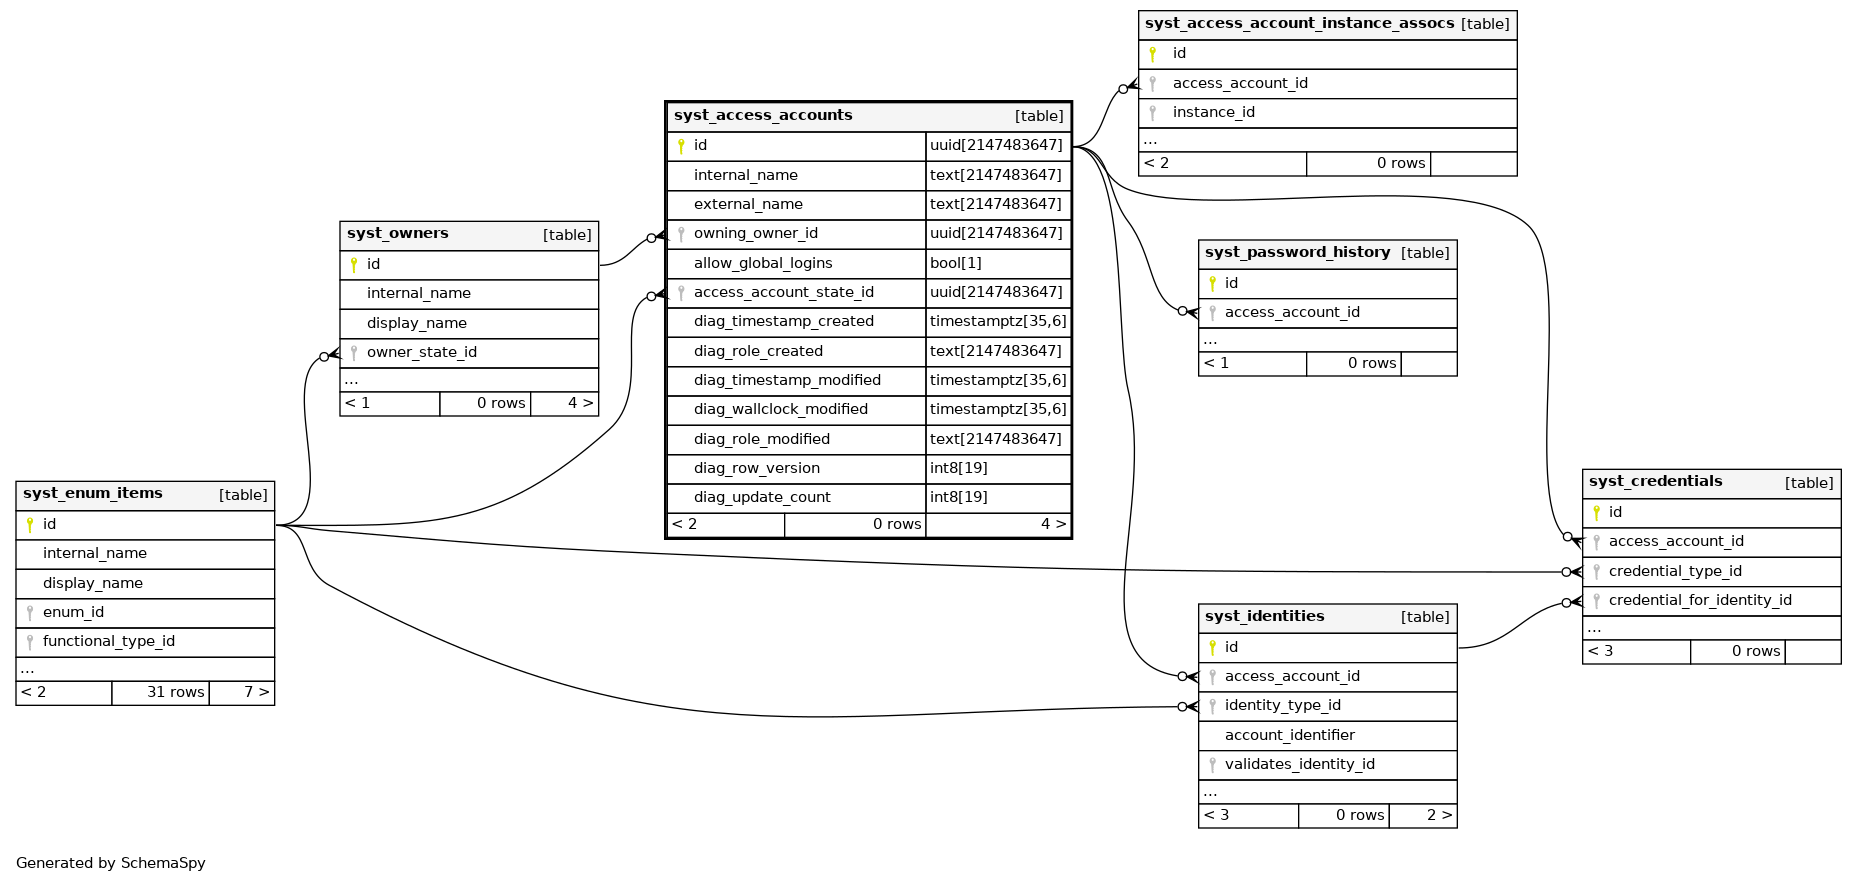 syst_access_account_instance_assocs [table]
id
access_account_id
instance_id
...
< 2 0 rows
syst_access_accounts [table]
id uuid[2147483647]
internal_name text[2147483647]
external_name text[2147483647]
owning_owner_id uuid[2147483647]
allow_global_logins bool[1]
access_account_state_id uuid[2147483647]
diag_timestamp_created timestamptz[35,6]
diag_role_created text[2147483647]
diag_timestamp_modified timestamptz[35,6]
diag_wallclock_modified timestamptz[35,6]
diag_role_modified text[2147483647]
diag_row_version int8[19]
diag_update_count int8[19]
< 2 0 rows 4 >
syst_owners [table]
id
internal_name
display_name
owner_state_id
...
< 1 0 rows 4 >
syst_password_history [table]
id
access_account_id
...
< 1 0 rows
syst_enum_items [table]
id
internal_name
display_name
enum_id
functional_type_id
...
< 2 31 rows 7 >
syst_credentials [table]
id
access_account_id
credential_type_id
credential_for_identity_id
...
< 3 0 rows
syst_identities [table]
id
access_account_id
identity_type_id
account_identifier
validates_identity_id
...
< 3 0 rows 2 >
Generated by SchemaSpy